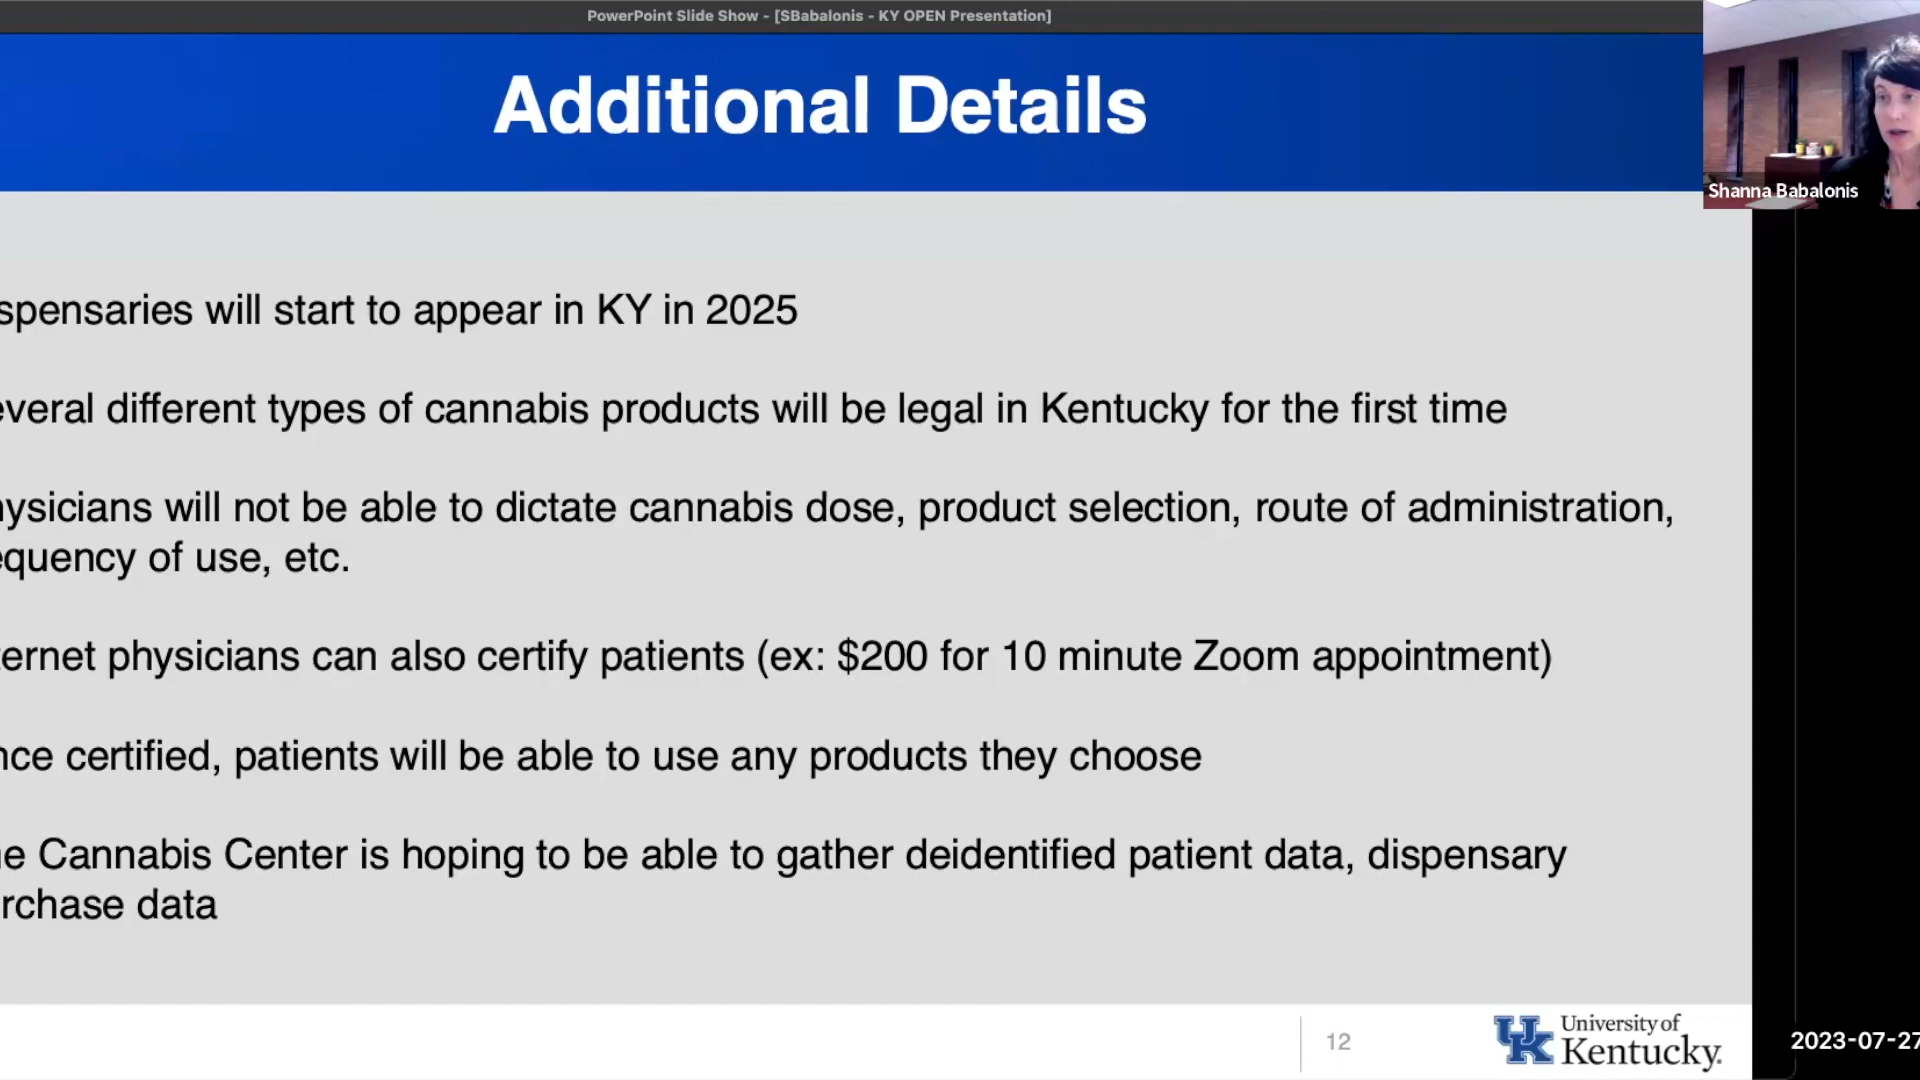 PowerPoint Slide Show - [SBabalonis - KY OPEN Presentation]
Additional Details
Shanna Babalonis
spensaries will start to appear in KY in 2025
everal different types of cannabis products will be legal in Kentucky for the first time
hysicians will not be able to dictate cannabis dose, product selection, route of administration,
equency of use, etc.
ternet physicians can also certify patients (ex: $200 for 10 minute Zoom appointment)
nce certified, patients will be able to use any products they choose
he Cannabis Center is hoping to be able to gather deidentified patient data, dispensary
rchase data
12
UK University of
Kentucky.
2023-07-27